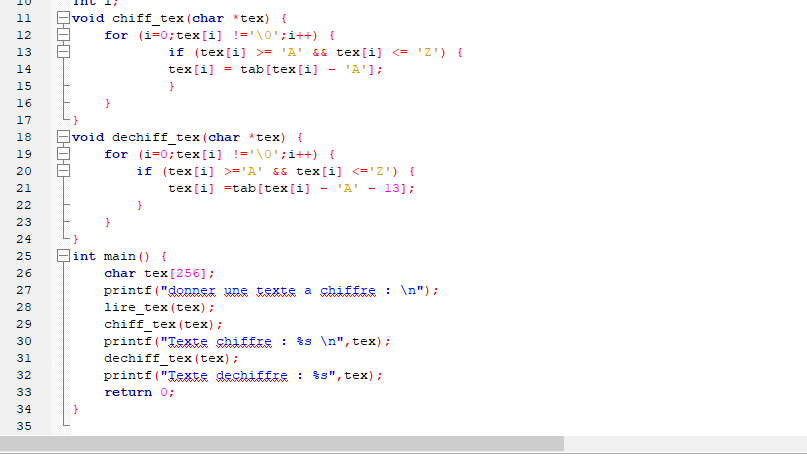 10 int i;
11 void chiff_tex(char *tex) {
12     for (i=0;tex[i] !='\0';i++) {
13             if (tex[i] >= 'A' && tex[i] <= 'Z') {
14             tex[i] = tab[tex[i] - 'A'];
15             }
16     }
17 }
18 void dechiff_tex(char *tex) {
19     for (i=0;tex[i] !='\0';i++) {
20         if (tex[i] >='A' && tex[i] <='Z') {
21             tex[i] =tab[tex[i] - 'A' - 13];
22         }
23     }
24 }
25 int main() {
26     char tex[256];
27     printf("donner une texte a chiffre : \n");
28     lire_tex(tex);
29     chiff_tex(tex);
30     printf("Texte chiffre : %s \n",tex);
31     dechiff_tex(tex);
32     printf("Texte dechiffre : %s",tex);
33     return 0;
34 }
35